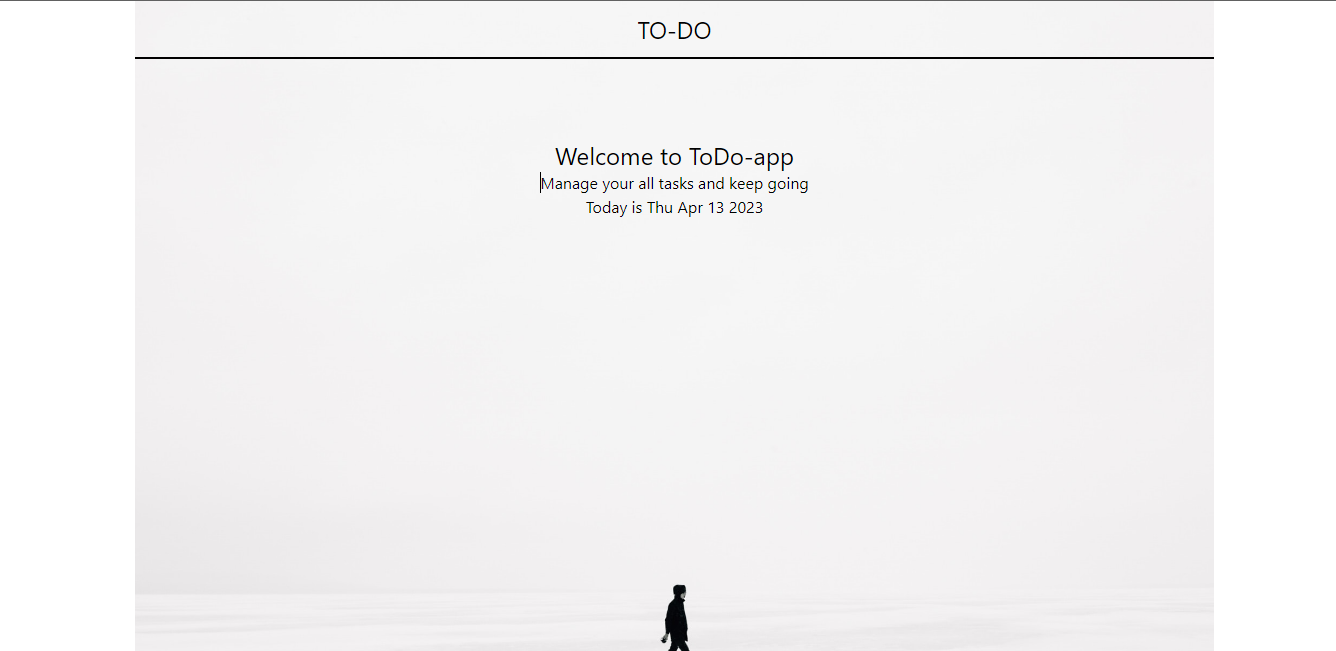 TO-DO
Welcome to ToDo-app
Manage your all tasks and keep going
Today is Thu Apr 13 2023